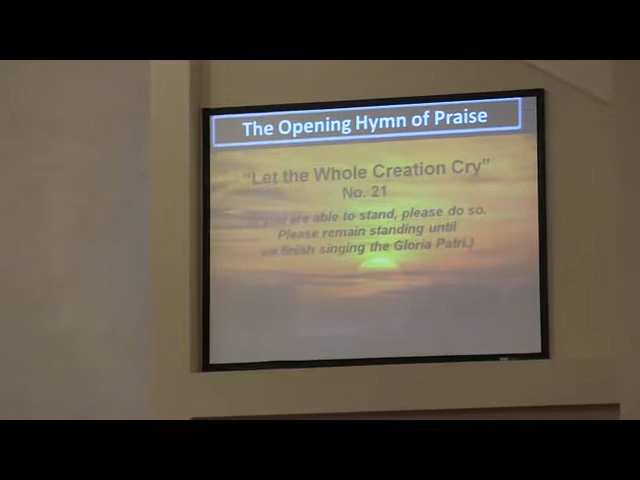 The Opening Hymn of Praise
"Let the Whole Creation Cry"
No. 21
are able to stand, please do so.
Please remain standing until
we finish singing the Gloria Patri.)